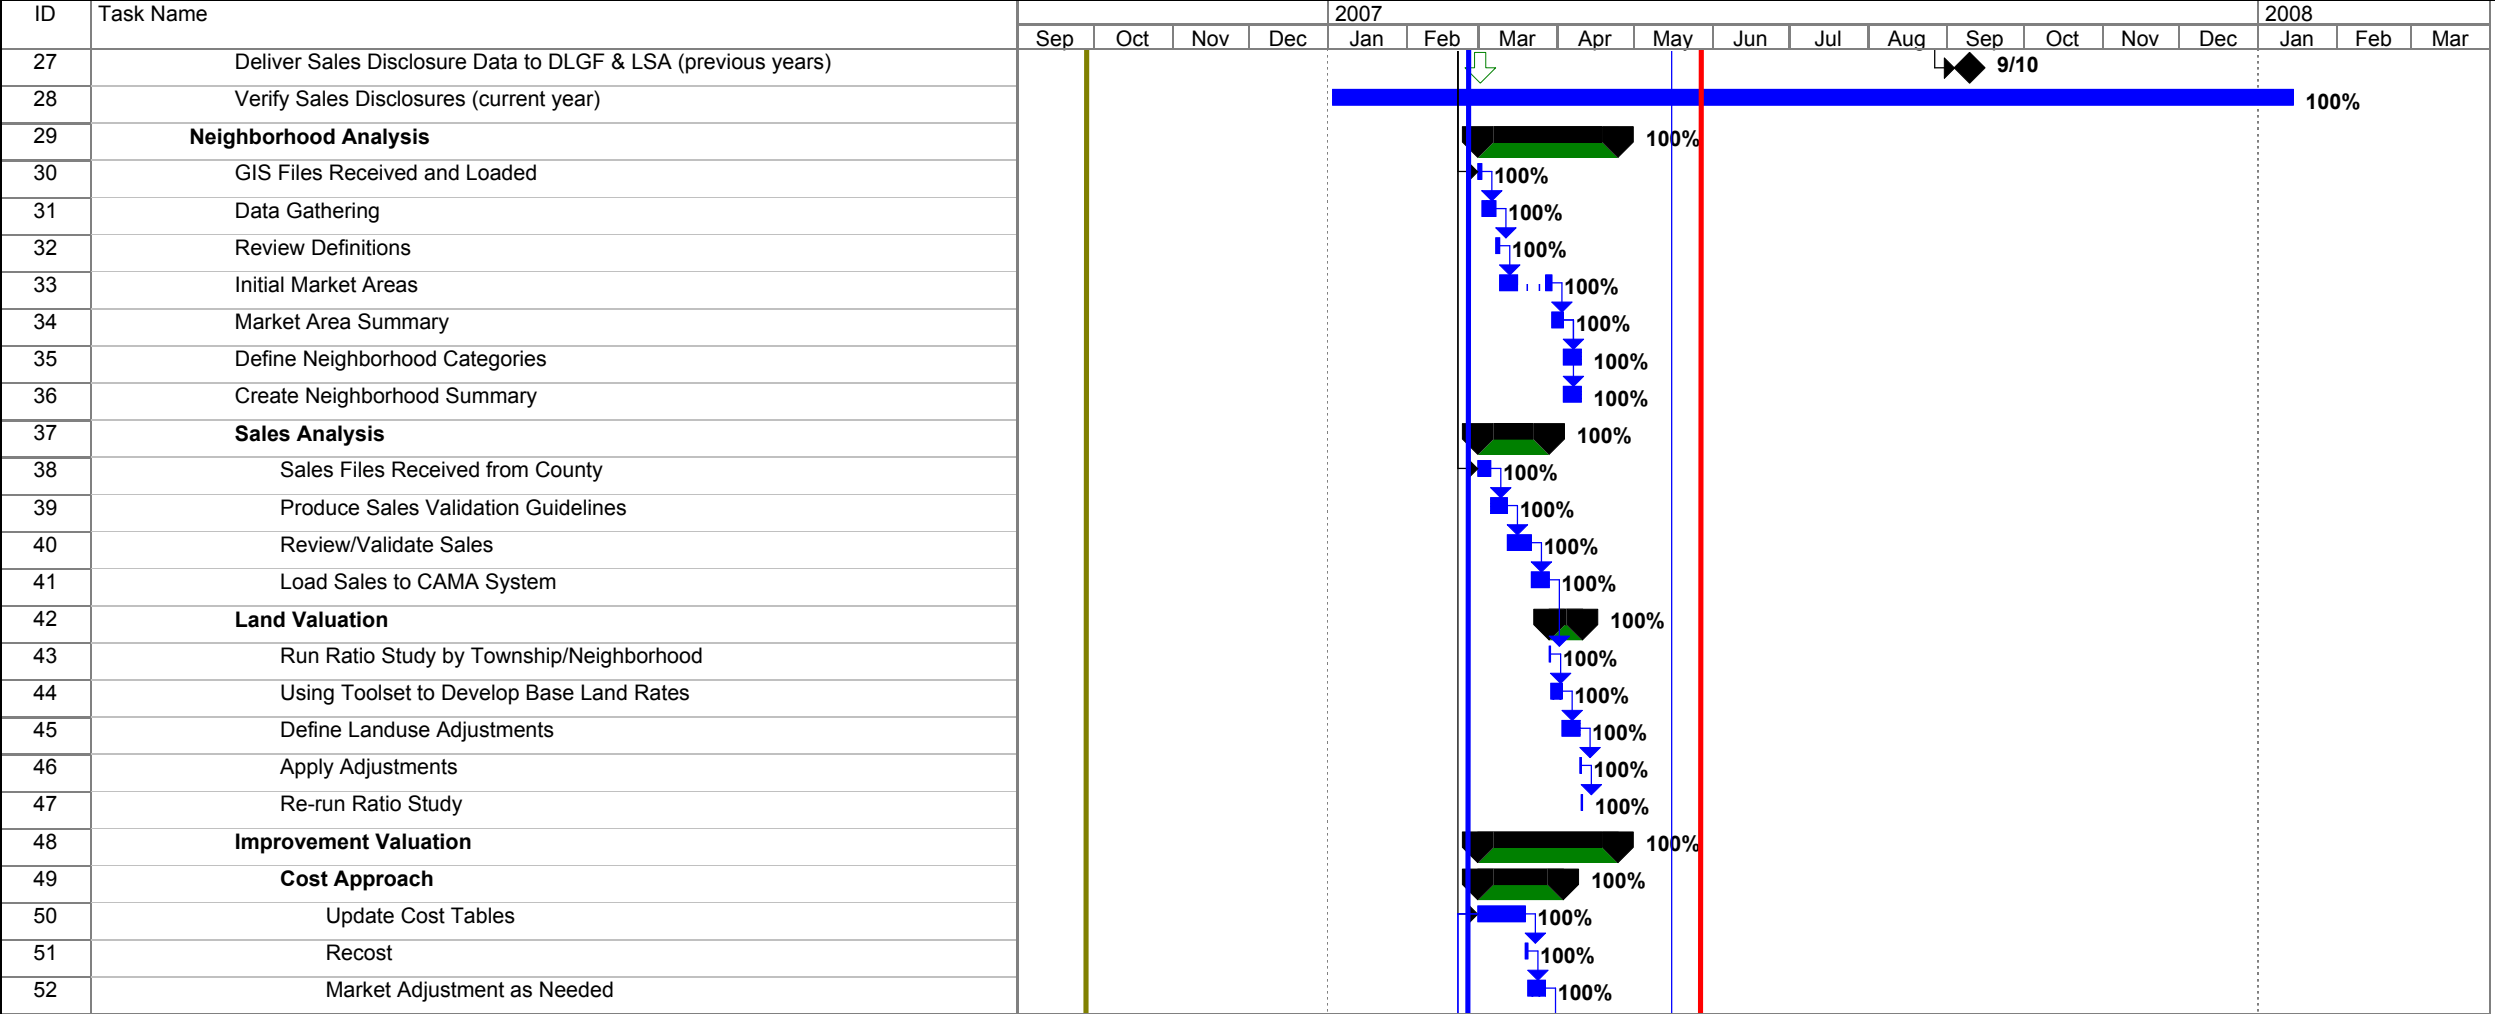 ID Task Name 2007 2008
Sep Oct Nov Dec Jan Feb Mar Apr May Jun Jul Aug Sep Oct Nov Dec Jan Feb Mar
27 Deliver Sales Disclosure Data to DLGF & LSA (previous years) 9/10
28 Verify Sales Disclosures (current year) 100%
29 Neighborhood Analysis 100%
30 GIS Files Received and Loaded 100%
31 Data Gathering 100%
32 Review Definitions 100%
33 Initial Market Areas 100%
34 Market Area Summary 100%
35 Define Neighborhood Categories 100%
36 Create Neighborhood Summary 100%
37 Sales Analysis 100%
38 Sales Files Received from County 100%
39 Produce Sales Validation Guidelines 100%
40 Review/Validate Sales 100%
41 Load Sales to CAMA System 100%
42 Land Valuation 100%
43 Run Ratio Study by Township/Neighborhood 100%
44 Using Toolset to Develop Base Land Rates 100%
45 Define Landuse Adjustments 100%
46 Apply Adjustments 100%
47 Re-run Ratio Study 100%
48 Improvement Valuation 100%
49 Cost Approach 100%
50 Update Cost Tables 100%
51 Recost 100%
52 Market Adjustment as Needed 100%